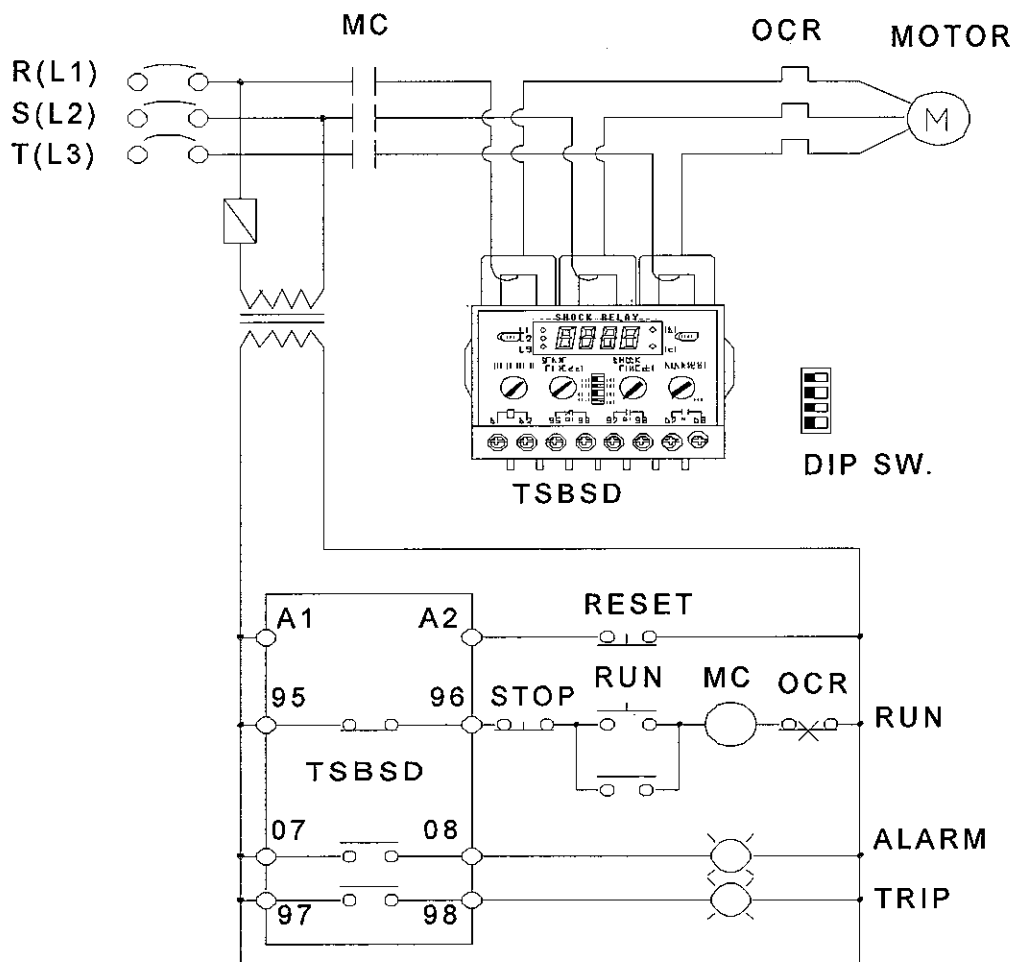 MC
OCR
MOTOR
R(L1)
S(L2)
T(L3)
M
SHOCK RELAY
8888
DIP SW.
TSBSD
RESET
A1
A2
95
96
STOP
RUN
MC
OCR
RUN
TSBSD
07
08
ALARM
97
98
TRIP